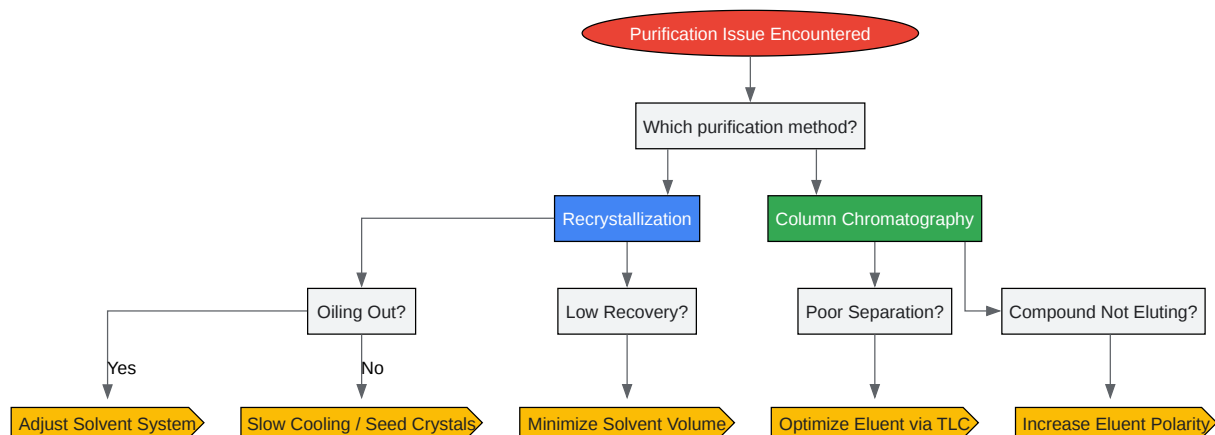 Purification Issue Encountered
Which purification method?
Recrystallization
Column Chromatography
Oiling Out?
Low Recovery?
Poor Separation?
Compound Not Eluting?
Yes
No
Adjust Solvent System
Slow Cooling / Seed Crystals
Minimize Solvent Volume
Optimize Eluent via TLC
Increase Eluent Polarity